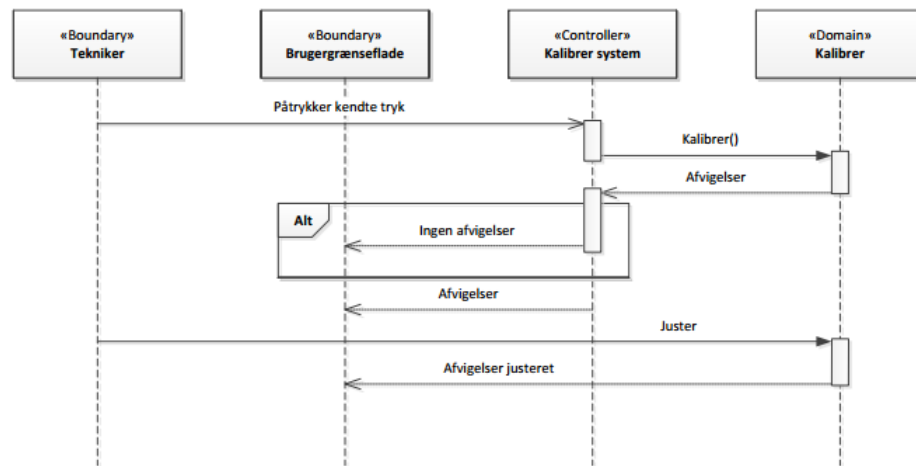 «Boundary»
Tekniker
«Boundary»
Brugergrænseflade
«Controller»
Kalibrer system
«Domain»
Kalibrer
Påtrykker kendte tryk
Kalibrer()
Afvigelser
Alt
Ingen afvigelser
Afvigelser
Juster
Afvigelser justeret